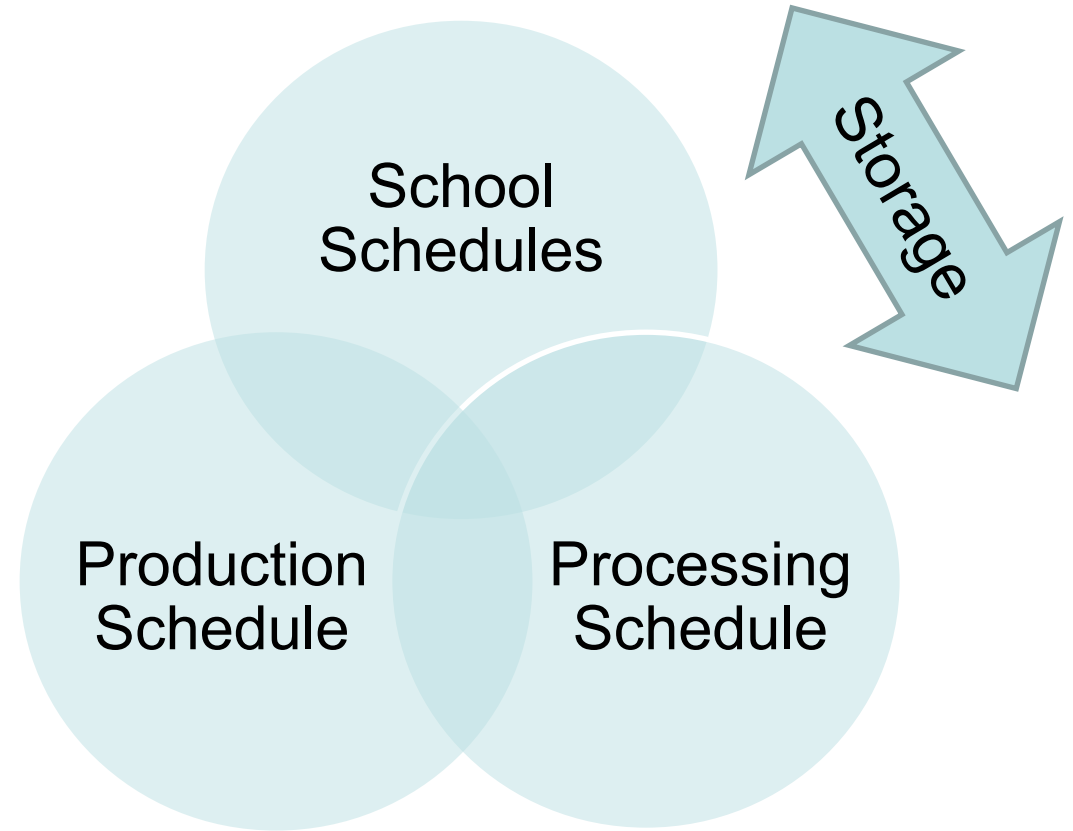 School
Schedules
Storage
Production
Schedule
Processing
Schedule